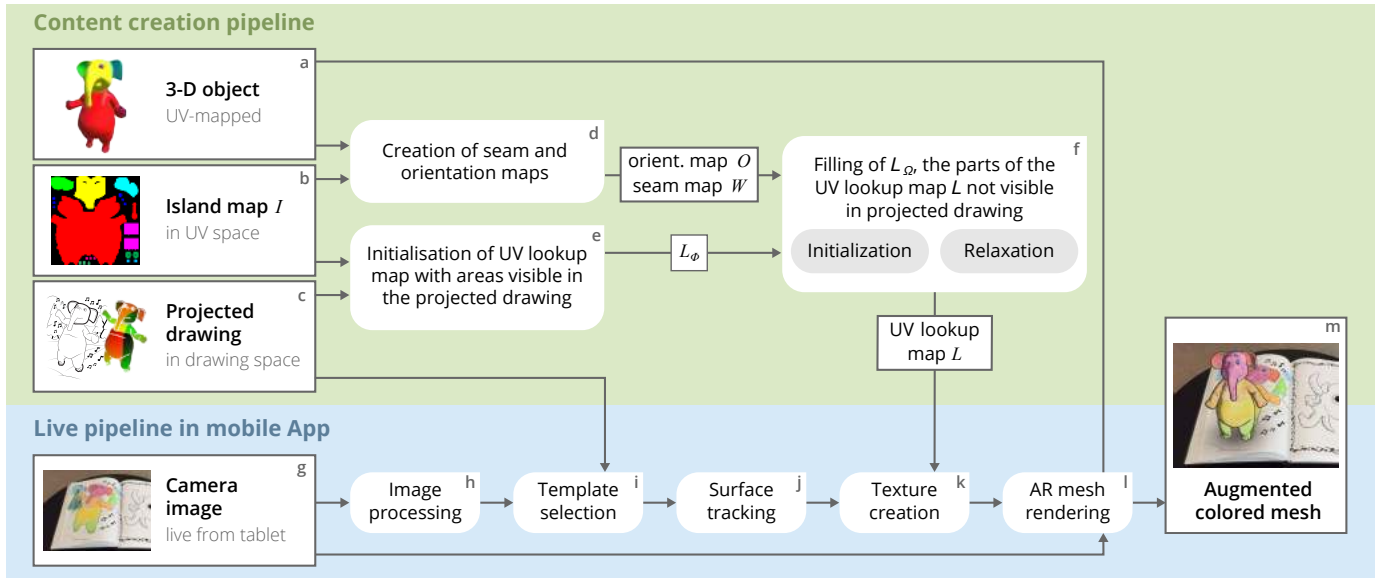 Content creation pipeline
a
3-D object
UV-mapped
b
Island map I
in UV space
c
Projected
drawing
in drawing space
d
Creation of seam and
orientation maps
e
Initialisation of UV lookup
map with areas visible in
the projected drawing
orient. map O
seam map W
L_Φ
f
Filling of L_Ω, the parts of the
UV lookup map L not visible
in projected drawing
Initialization
Relaxation
UV lookup
map L
Live pipeline in mobile App
g
Camera
image
live from tablet
h
Image
processing
i
Template
selection
j
Surface
tracking
k
Texture
creation
l
AR mesh
rendering
m
Augmented
colored mesh